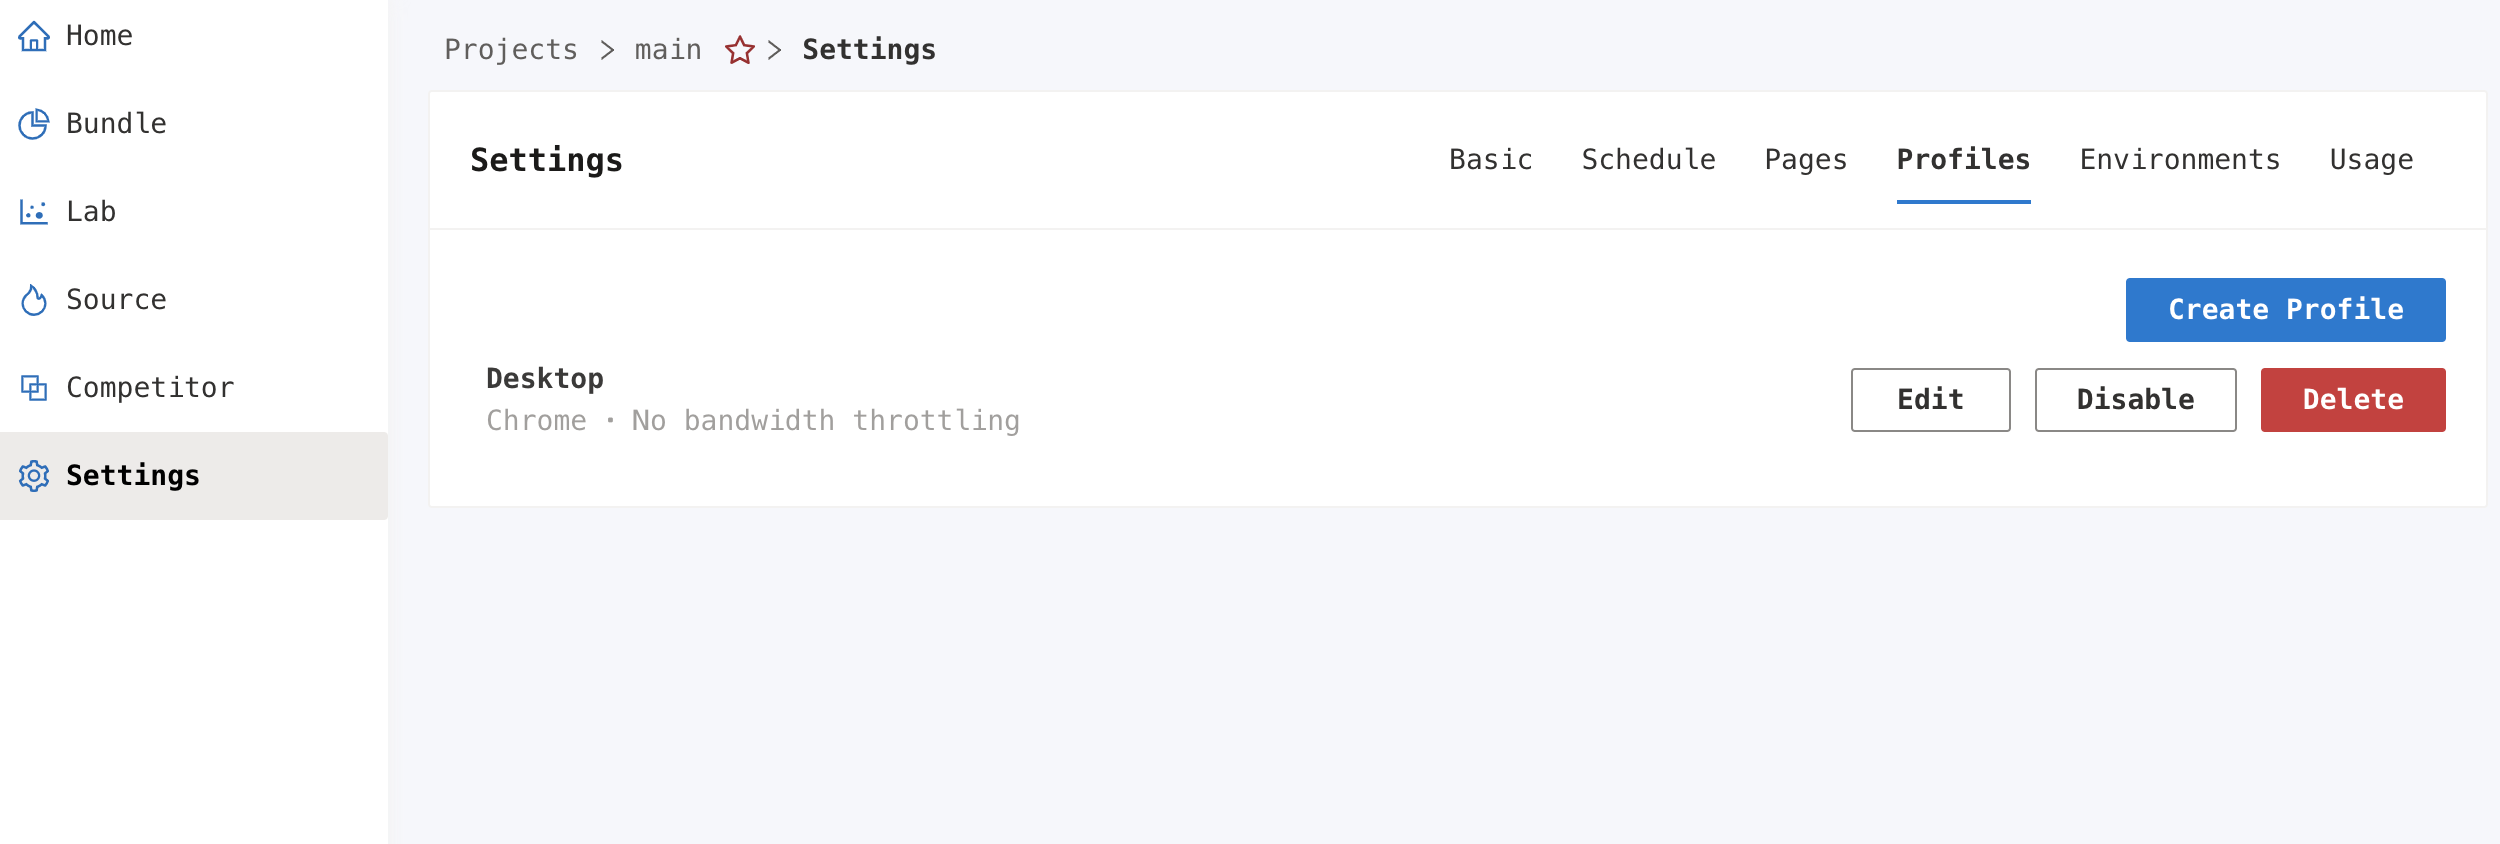 Home
Bundle
Lab
Source
Competitor
Settings
Projects > main > Settings
Settings
Basic Schedule Pages Profiles Environments Usage
Create Profile
Desktop
Chrome · No bandwidth throttling
Edit Disable Delete